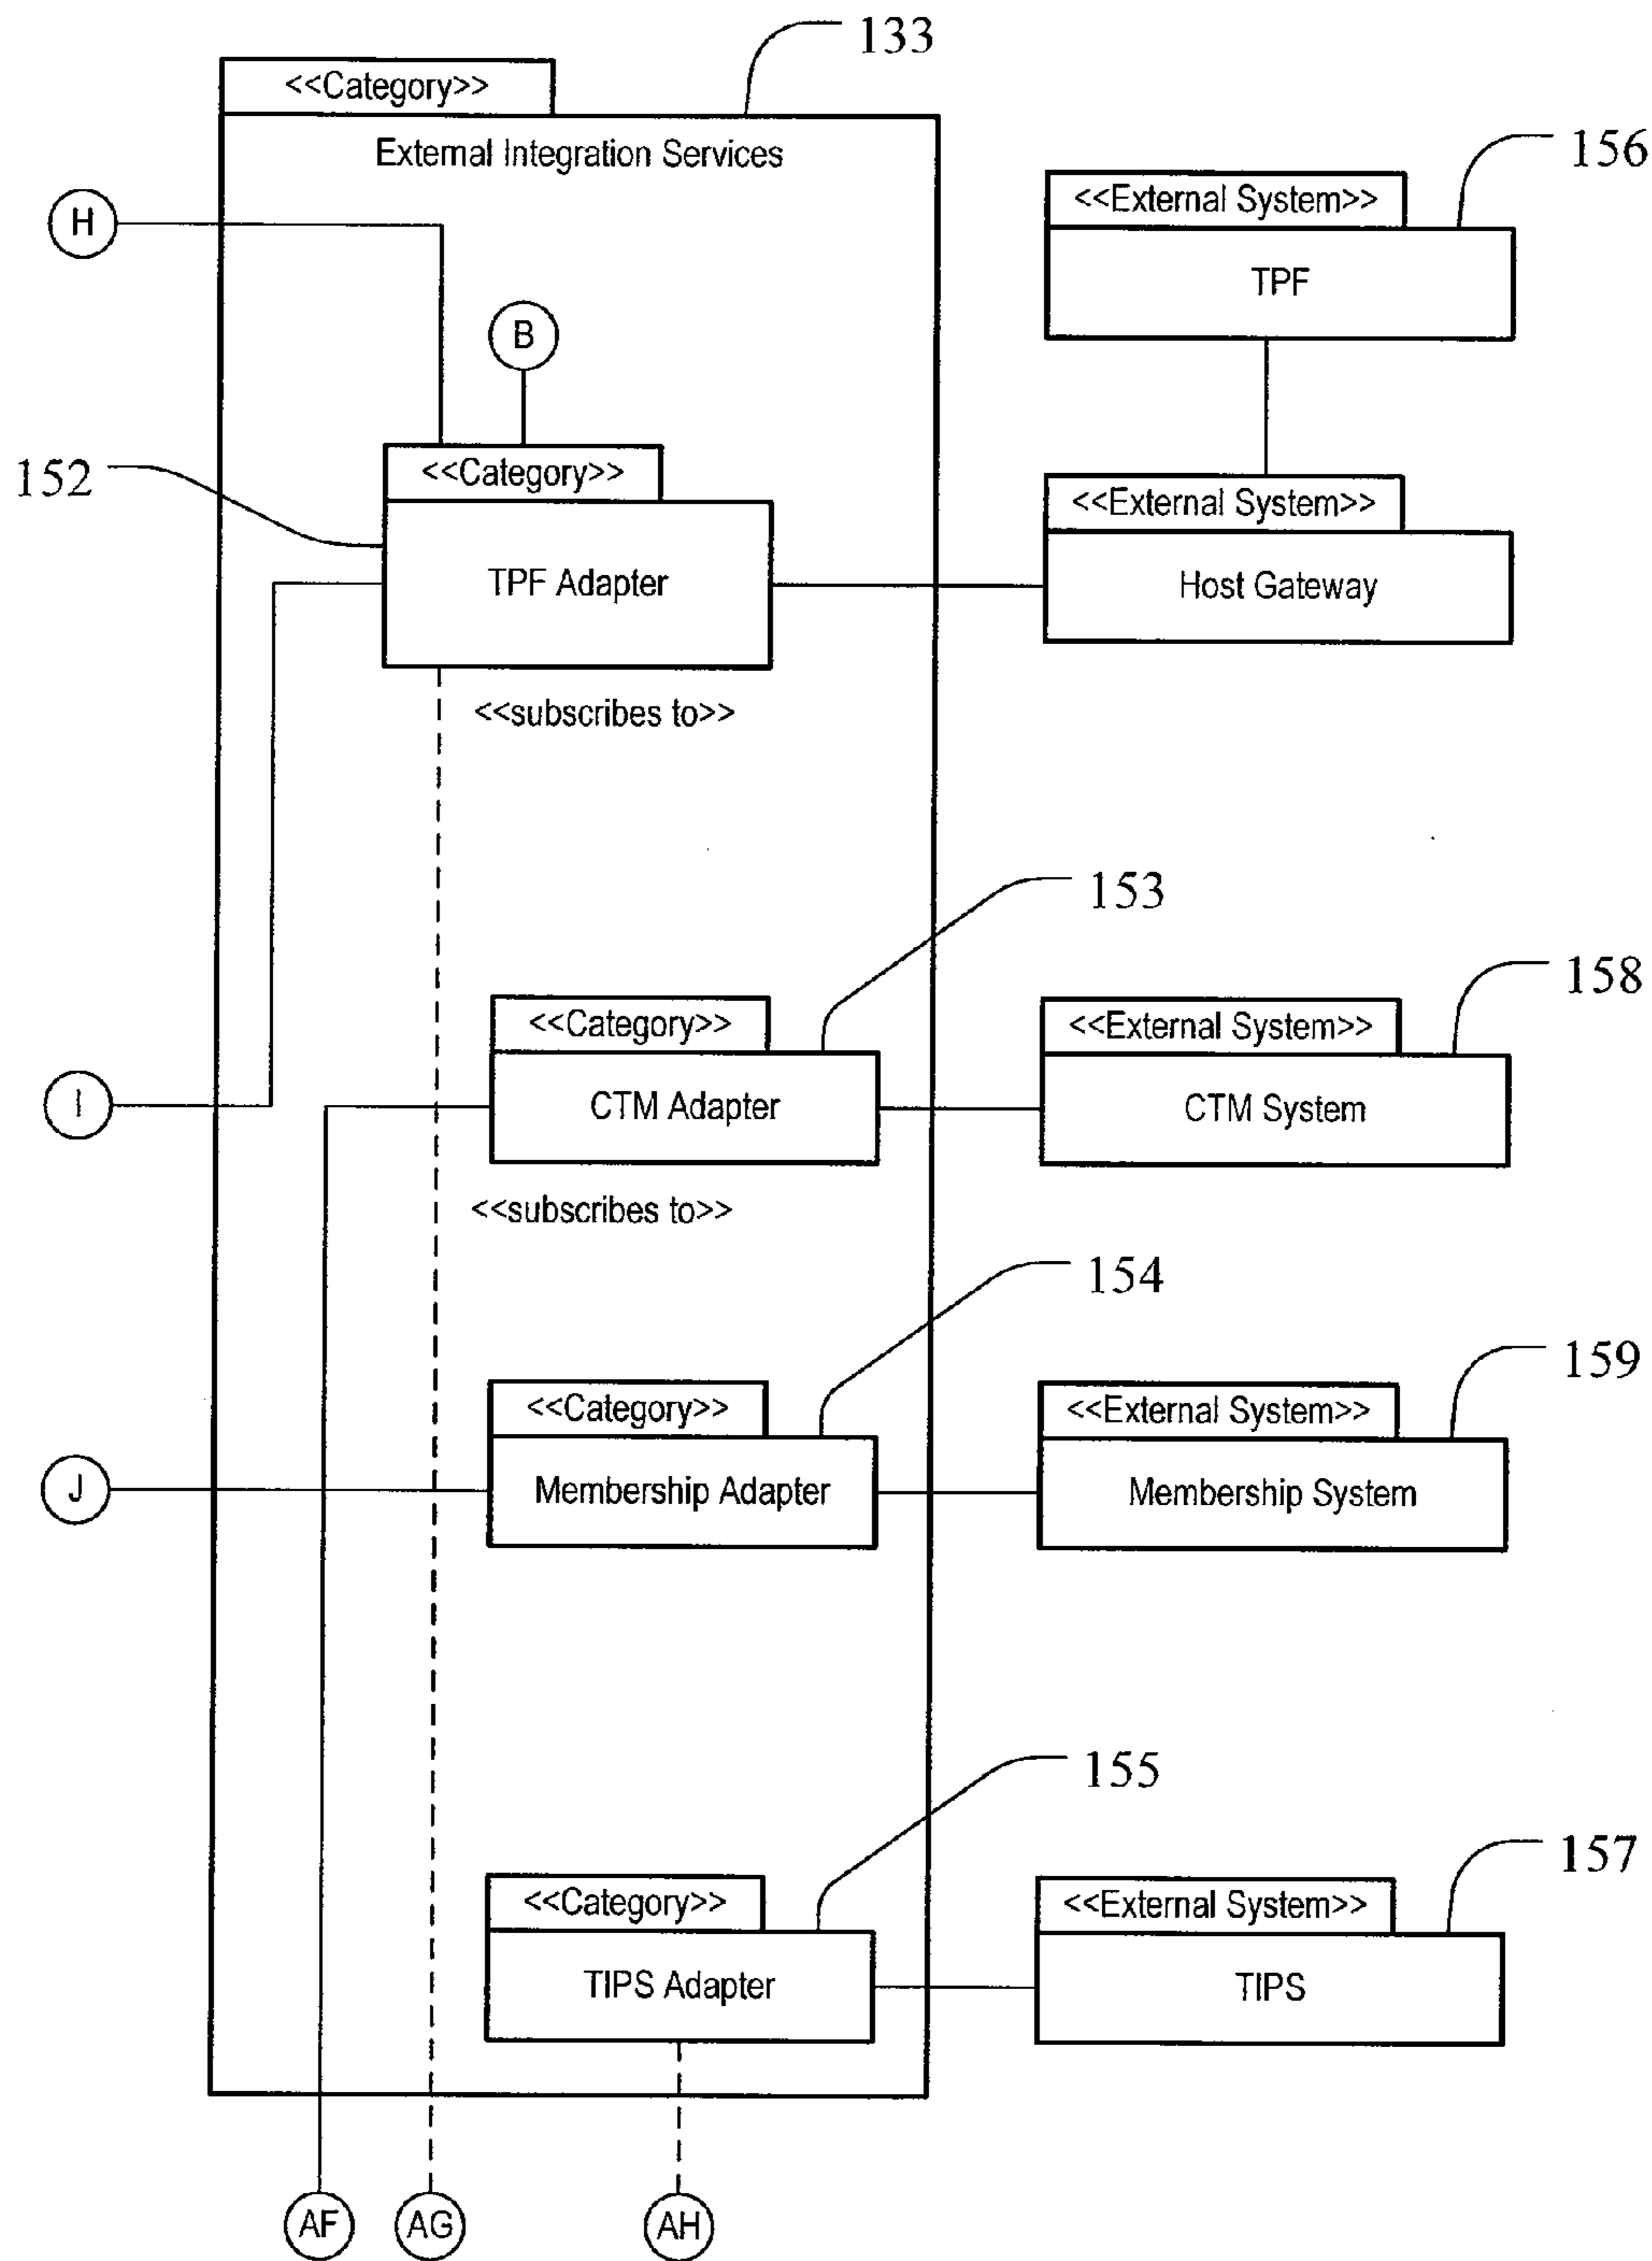 133
<<Category>>
External Integration Services
156
<<External System>>
TPF
H
B
152
<<Category>>
TPF Adapter
<<External System>>
Host Gateway
<<subscribes to>>
153
158
<<Category>>
CTM Adapter
<<External System>>
CTM System
I
<<subscribes to>>
154
159
<<Category>>
Membership Adapter
<<External System>>
Membership System
J
155
157
<<Category>>
TIPS Adapter
<<External System>>
TIPS
AF
AG
AH